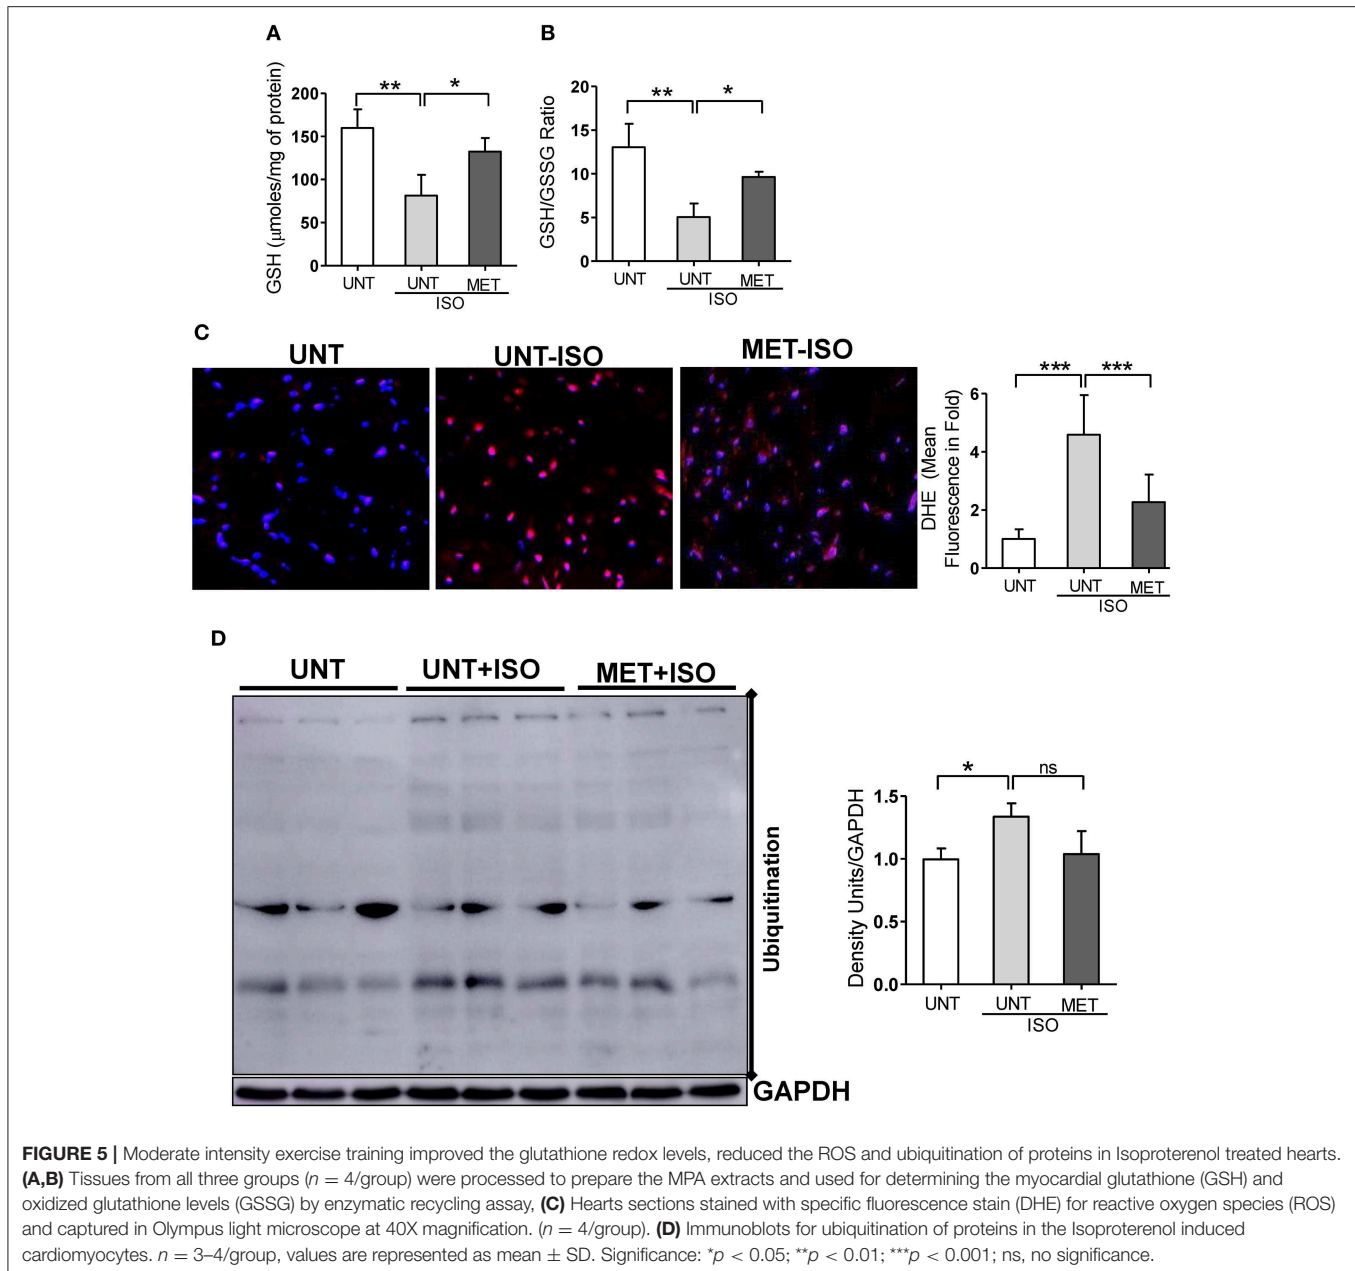 A
GSH (µmoles/mg of protein)
200
150
100
50
0
**
*
UNT
UNT
MET
ISO
B
GSH/GSSG Ratio
20
15
10
5
0
**
*
UNT
UNT
MET
ISO
C
UNT
UNT-ISO
MET-ISO
DHE (Mean
Fluorescence in Fold)
6
4
2
0
***
***
UNT
UNT
MET
ISO
D
UNT
UNT+ISO
MET+ISO
Ubiquitination
GAPDH
Density Units/GAPDH
1.5
1.0
0.5
0.0
*
ns
UNT
UNT
MET
ISO
FIGURE 5 | Moderate intensity exercise training improved the glutathione redox levels, reduced the ROS and ubiquitination of proteins in Isoproterenol treated hearts.
(A,B) Tissues from all three groups (n = 4/group) were processed to prepare the MPA extracts and used for determining the myocardial glutathione (GSH) and
oxidized glutathione levels (GSSG) by enzymatic recycling assay, (C) Hearts sections stained with specific fluorescence stain (DHE) for reactive oxygen species (ROS)
and captured in Olympus light microscope at 40X magnification. (n = 4/group). (D) Immunoblots for ubiquitination of proteins in the Isoproterenol induced
cardiomyocytes. n = 3–4/group, values are represented as mean ± SD. Significance: *p < 0.05; **p < 0.01; ***p < 0.001; ns, no significance.